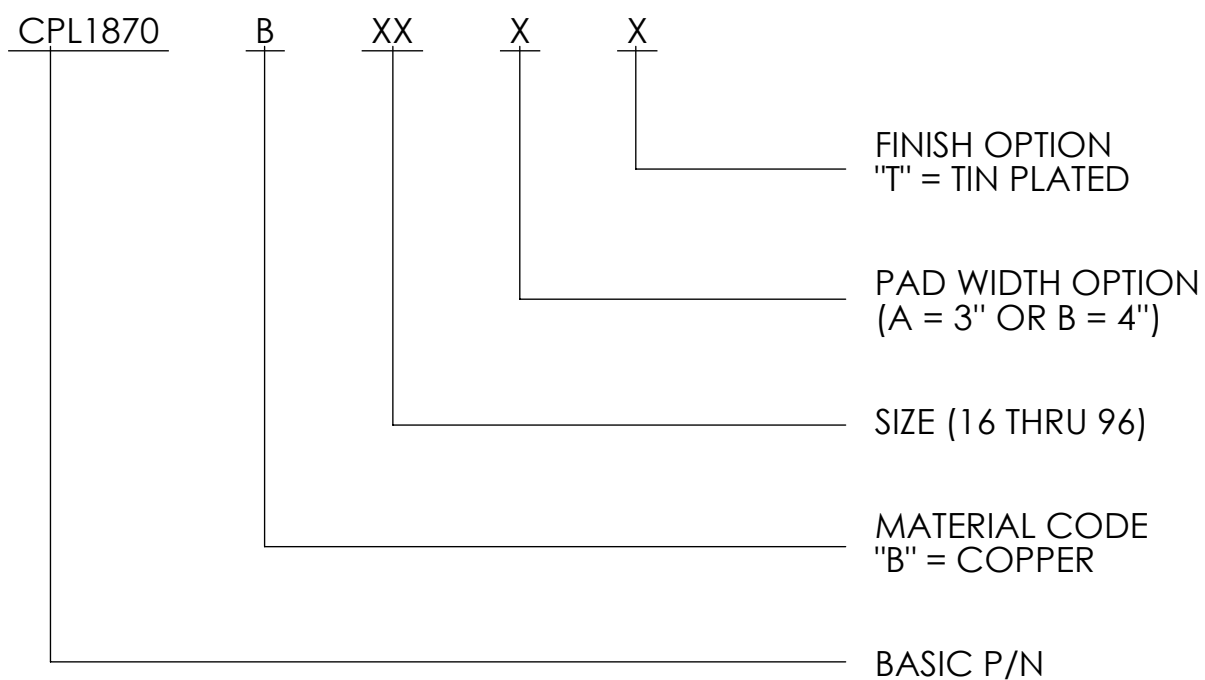 CPL1870 B XX X X
FINISH OPTION
"T" = TIN PLATED
PAD WIDTH OPTION
(A = 3" OR B = 4")
SIZE (16 THRU 96)
MATERIAL CODE
"B" = COPPER
BASIC P/N